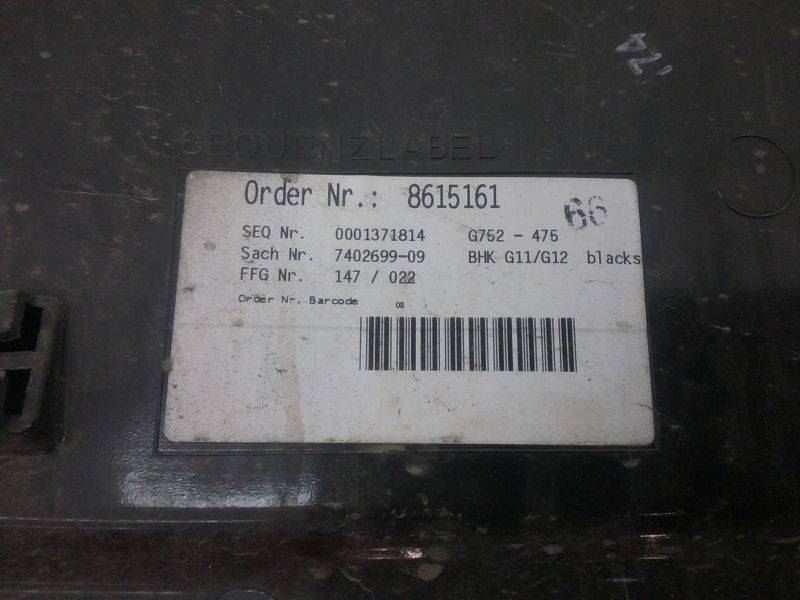 SEQUENZLABEL
Order Nr.: 8615161 66
SEQ Nr. 0001371814 G752 - 475
Sach Nr. 7402699-09 BHK G11/G12 blacks
FFG Nr. 147 / 022
Order Nr. Barcode 08